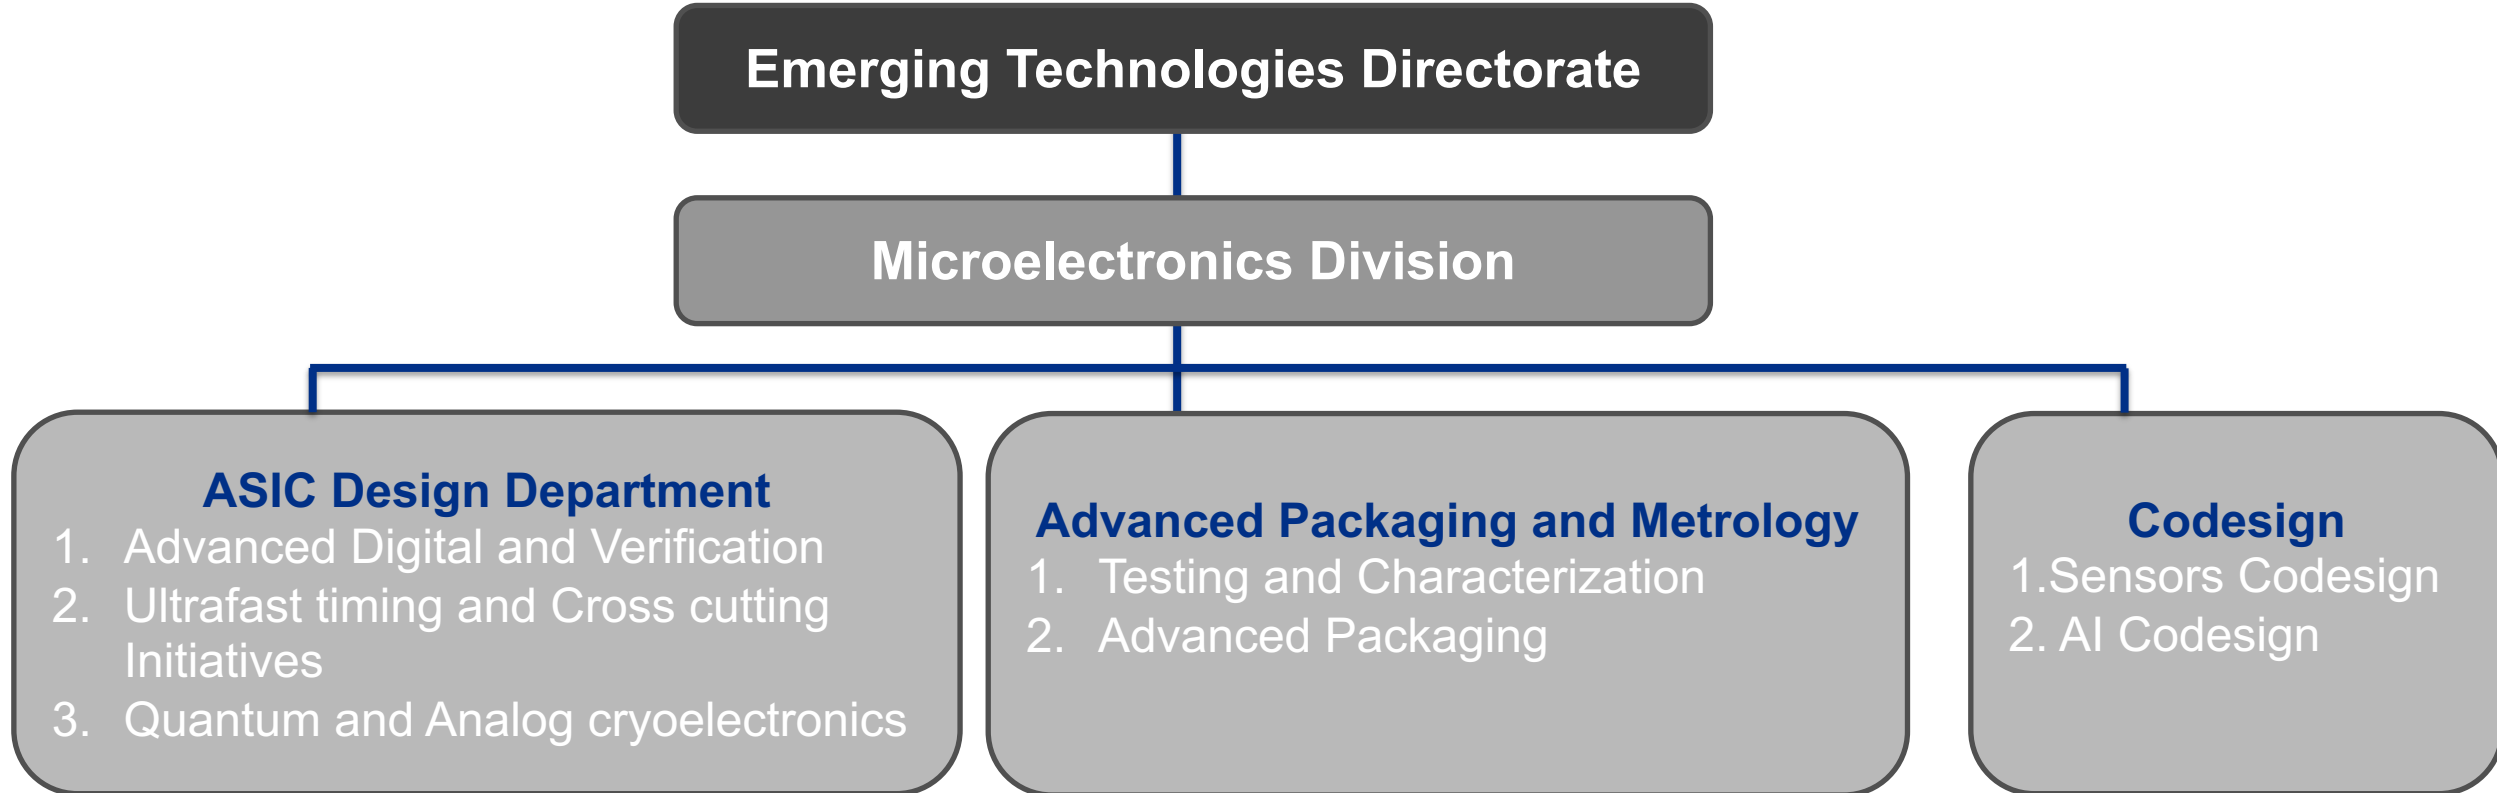 Emerging Technologies Directorate
Microelectronics Division
ASIC Design Department
1. Advanced Digital and Verification
2. Ultrafast timing and Cross cutting
Initiatives
3. Quantum and Analog cryoelectronics
Advanced Packaging and Metrology
1. Testing and Characterization
2. Advanced Packaging
Codesign
1.Sensors Codesign
2. AI Codesign